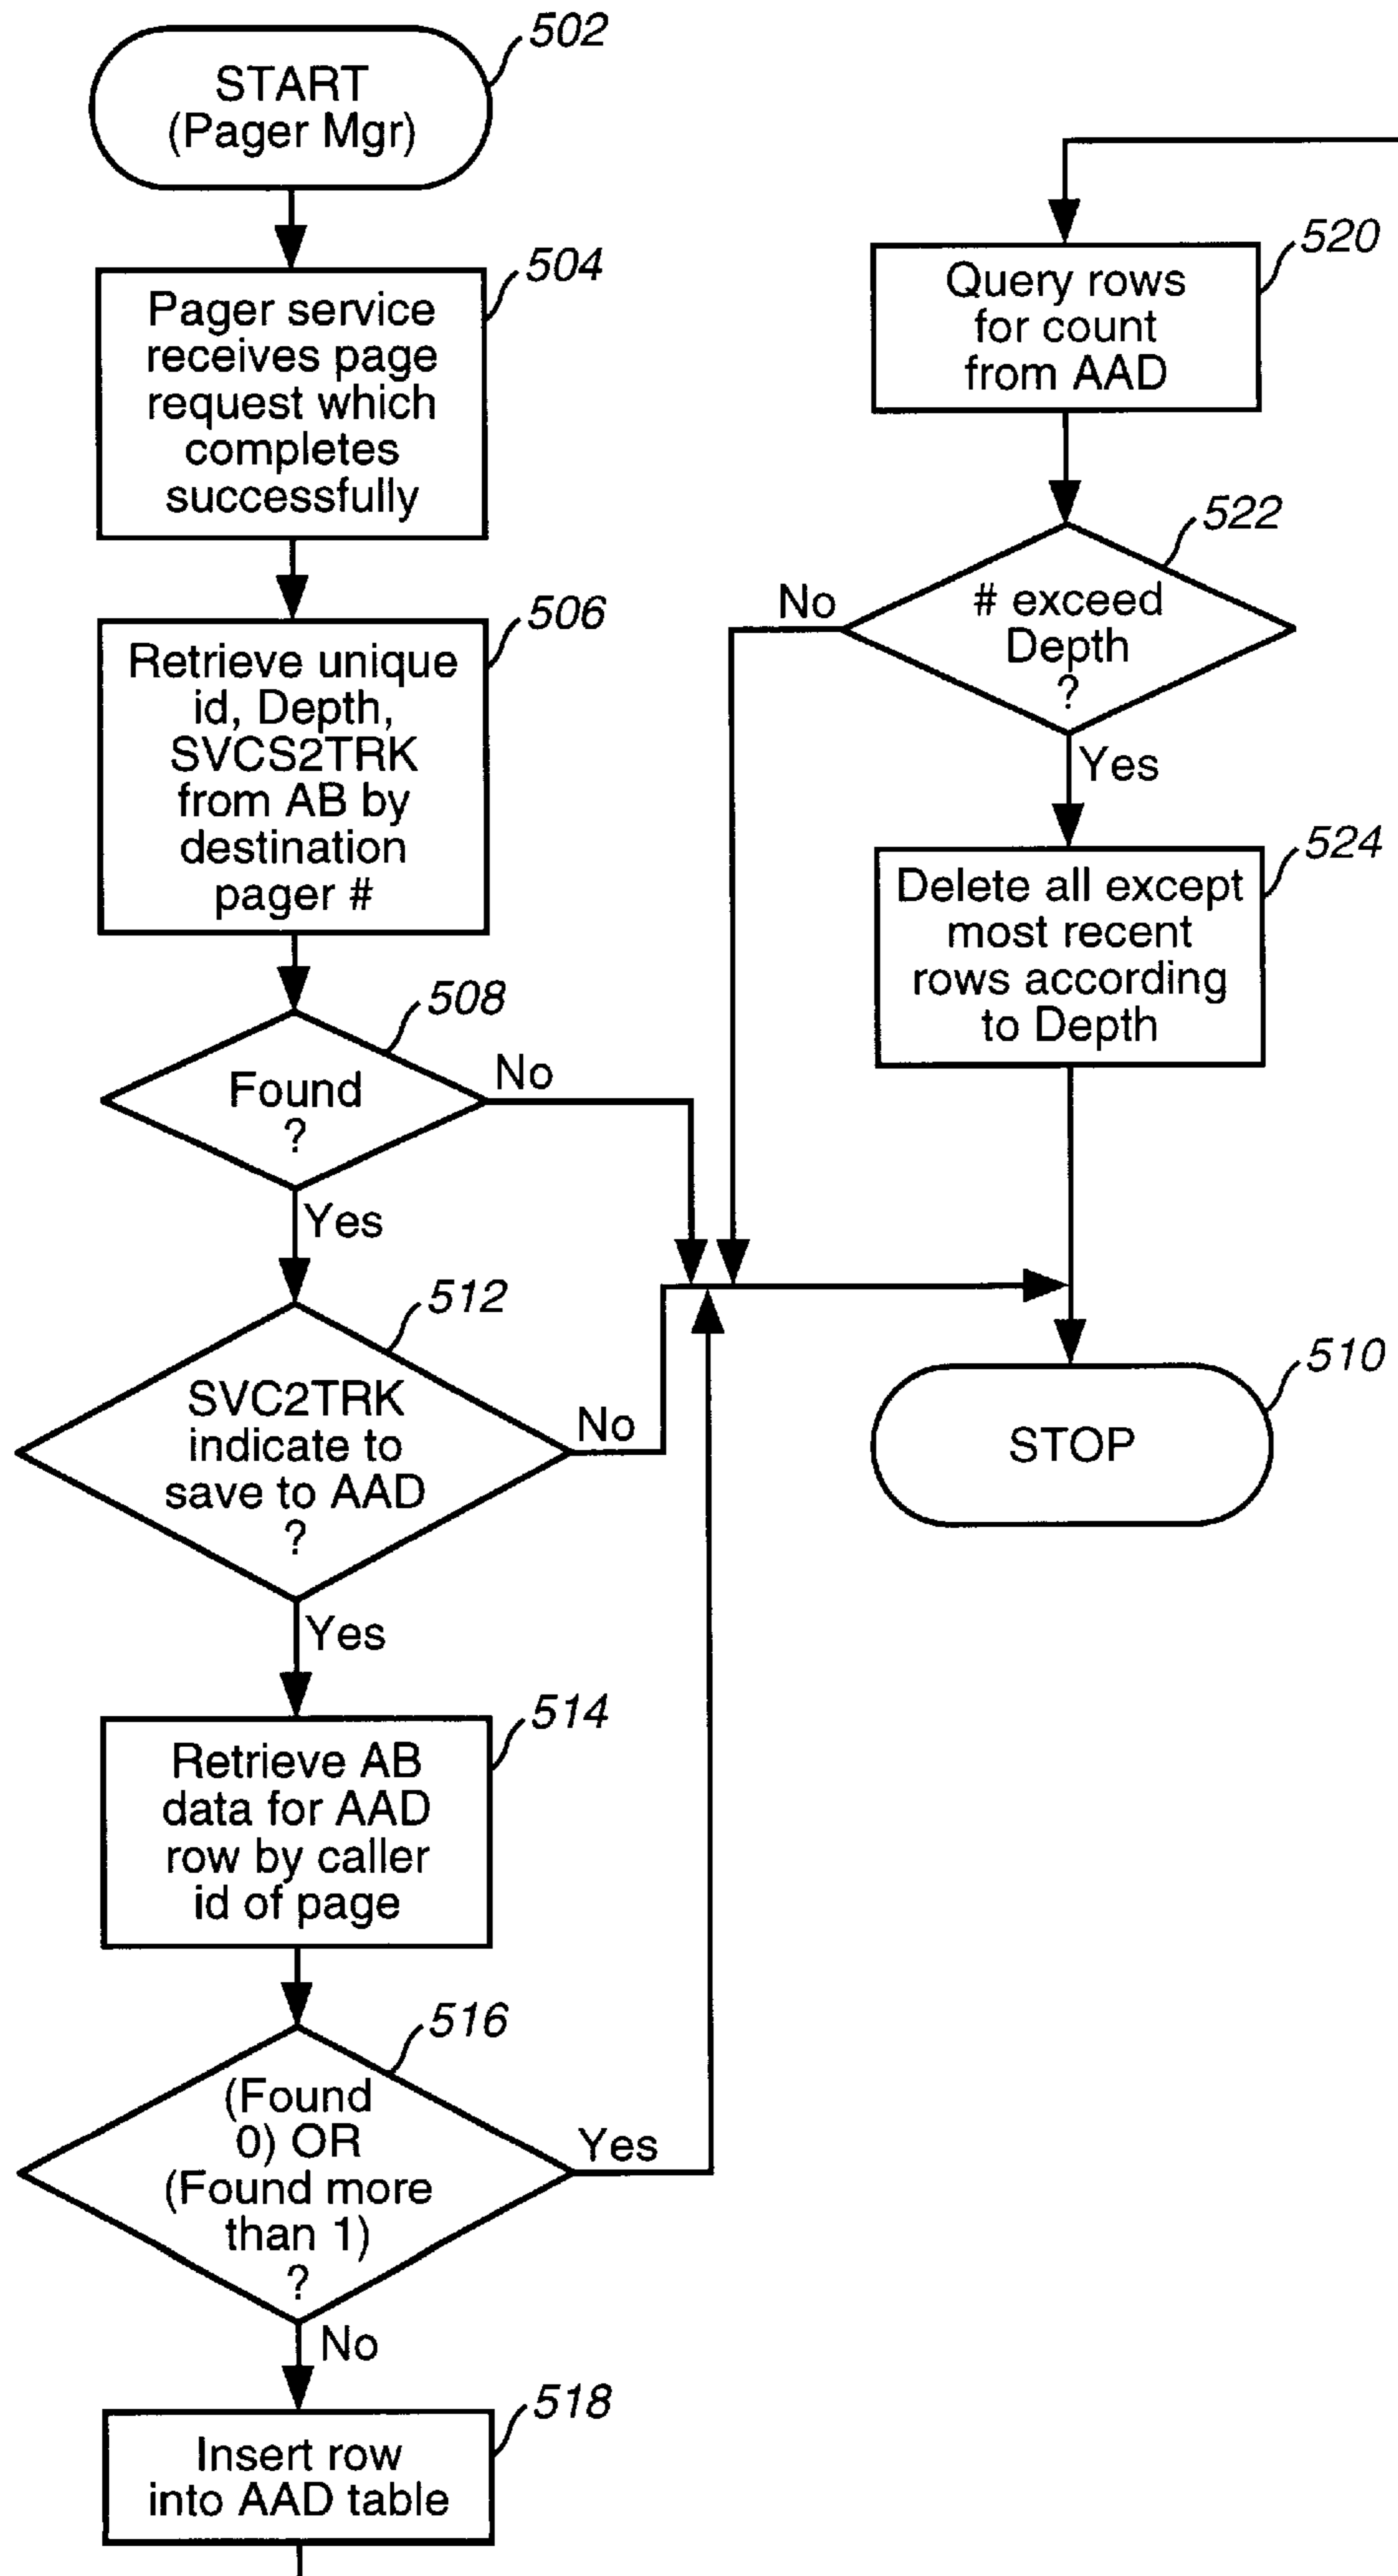 502
START
(Pager Mgr)
504
Pager service
receives page
request which
completes
successfully
506
Retrieve unique
id, Depth,
SVCS2TRK
from AB by
destination
pager #
508
Found
?
No
Yes
512
SVC2TRK
indicate to
save to AAD
?
No
Yes
514
Retrieve AB
data for AAD
row by caller
id of page
516
(Found
0) OR
(Found more
than 1)
?
Yes
No
518
Insert row
into AAD table
520
Query rows
for count
from AAD
522
# exceed
Depth
?
No
Yes
524
Delete all except
most recent
rows according
to Depth
510
STOP